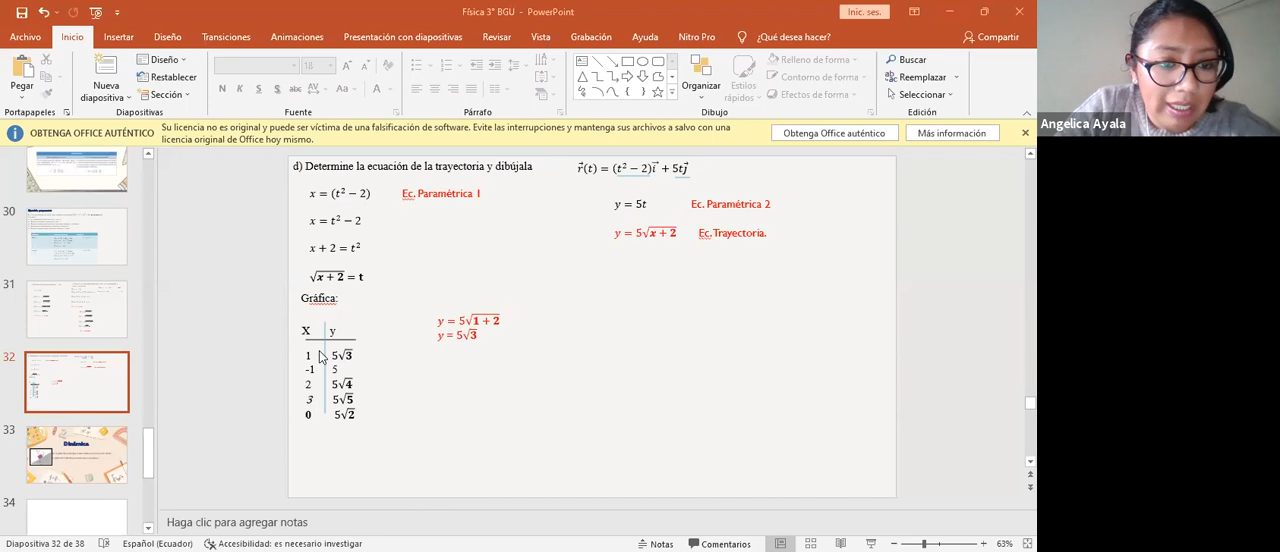 Física 3° BGU - PowerPoint
Inic. ses.
Archivo Inicio Insertar Diseño Transiciones Animaciones Presentación con diapositivas Revisar Vista Grabación Ayuda Nitro Pro ¿Qué desea hacer? Compartir
Pegar
Nueva diapositiva
Diseño
Restablecer
Sección
18
N K S
Organizar
Estilos rápidos
Relleno de forma
Contorno de forma
Efectos de forma
Buscar
Reemplazar
Seleccionar
Portapapeles Diapositivas Fuente Párrafo Dibujo Edición
OBTENGA OFFICE AUTÉNTICO Su licencia no es original y puede ser víctima de una falsificación de software. Evite las interrupciones y mantenga sus archivos a salvo con una
licencia original de Office hoy mismo.
Obtenga Office auténtico Más información
Angelica Ayala
30
31
32
33
Dinámica
34
d) Determine la ecuación de la trayectoria y dibújala r⃗(t) = (t² − 2)i⃗ + 5tj⃗
x = (t² − 2) Ec. Paramétrica 1
y = 5t Ec. Paramétrica 2
x = t² − 2
y = 5√x + 2 Ec.Trayectoria.
x + 2 = t²
√x + 2 = t
Gráfica:
y = 5√1 + 2
y = 5√3
X y
1 5√3
-1 5
2 5√4
3 5√5
0 5√2
Haga clic para agregar notas
Diapositiva 32 de 38 Español (Ecuador) Accesibilidad: es necesario investigar Notas Comentarios 63%